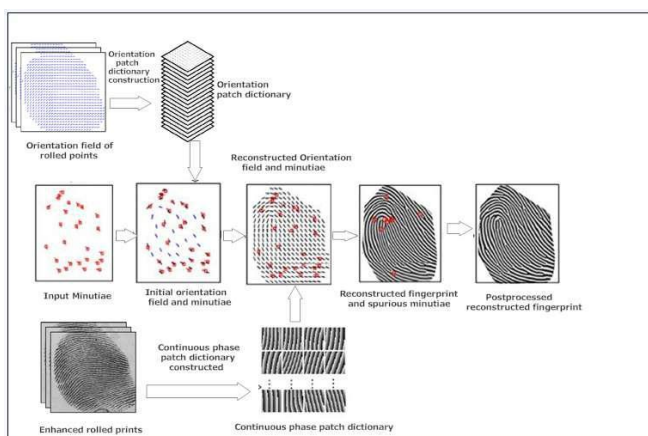 Orientation
patch
dictionary
construction
Orientation
patch dictionary
Orientation field of
rolled points
Reconstructed Orientation
field and minutiae
Input Minutiae
Initial orientation
field and minutiae
Reconstructed fingerprint
and spurious minutiae
Postprocessed
reconstructed fingerprint
Continuous phase
patch dictionary
constructed
Enhanced rolled prints
Continuous phase patch dictionary